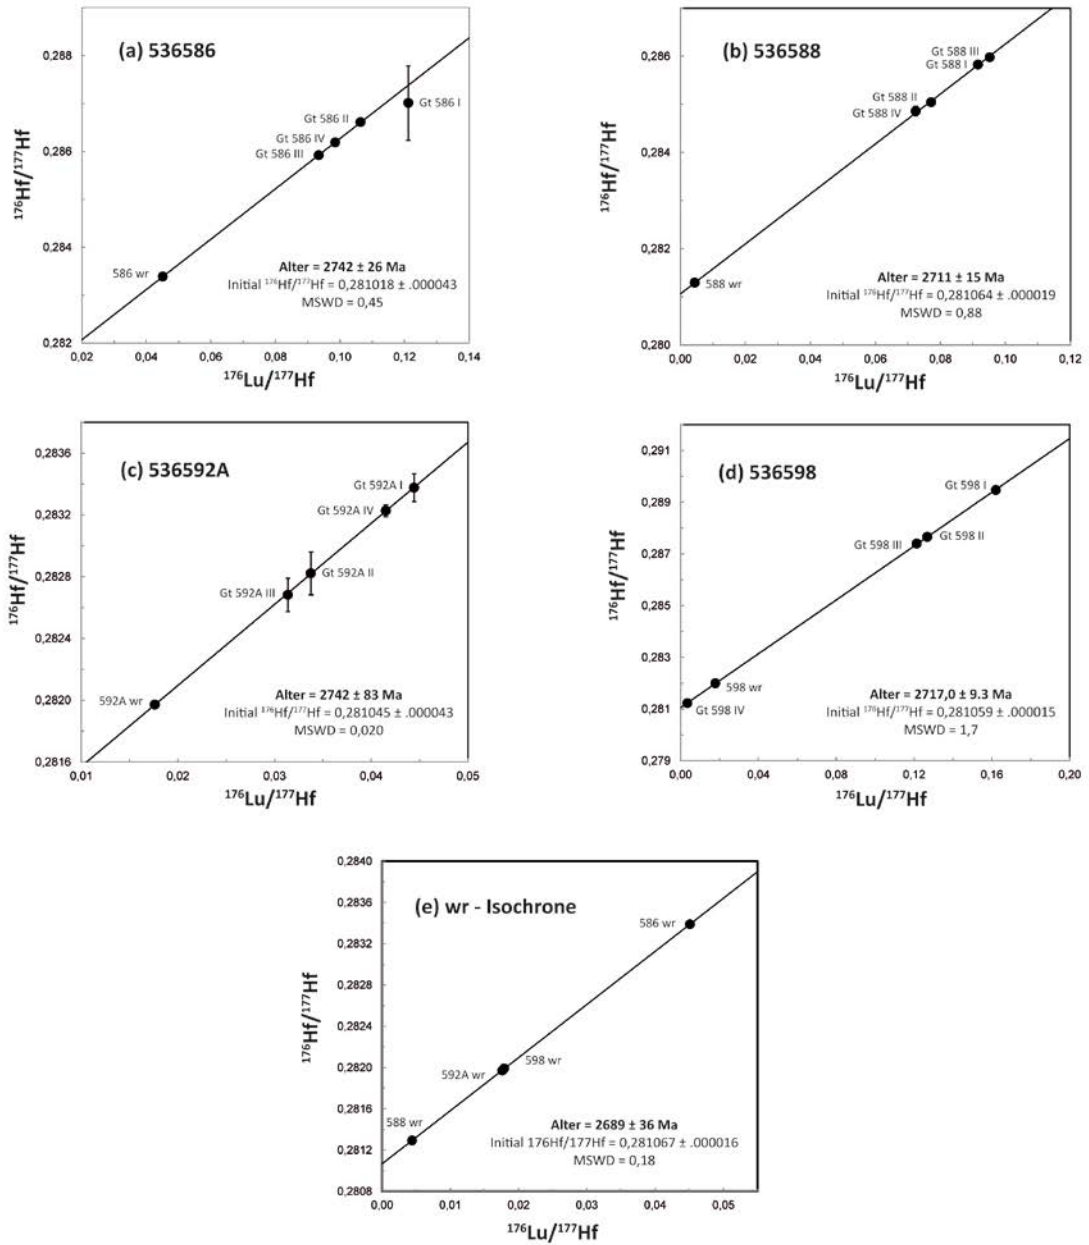 (a) 536586
0,288
0,286
0,284
0,282
¹⁷⁶Hf/¹⁷⁷Hf
Gt 586 I
Gt 586 II
Gt 586 IV
Gt 586 III
586 wr
Alter = 2742 ± 26 Ma
Initial ¹⁷⁶Hf/¹⁷⁷Hf = 0,281018 ± .000043
MSWD = 0,45
0,02 0,04 0,06 0,08 0,10 0,12 0,14
¹⁷⁶Lu/¹⁷⁷Hf
(b) 536588
0,286
0,284
0,282
0,280
¹⁷⁶Hf/¹⁷⁷Hf
Gt 588 III
Gt 588 I
Gt 588 II
Gt 588 IV
588 wr
Alter = 2711 ± 15 Ma
Initial ¹⁷⁶Hf/¹⁷⁷Hf = 0,281064 ± .000019
MSWD = 0,88
0,00 0,02 0,04 0,06 0,08 0,10 0,12
¹⁷⁶Lu/¹⁷⁷Hf
(c) 536592A
0,2836
0,2832
0,2828
0,2824
0,2820
0,2816
¹⁷⁶Hf/¹⁷⁷Hf
Gt 592A I
Gt 592A IV
Gt 592A II
Gt 592A III
592A wr
Alter = 2742 ± 83 Ma
Initial ¹⁷⁶Hf/¹⁷⁷Hf = 0,281045 ± .000043
MSWD = 0,020
0,01 0,02 0,03 0,04 0,05
¹⁷⁶Lu/¹⁷⁷Hf
(d) 536598
0,291
0,289
0,287
0,285
0,283
0,281
0,279
¹⁷⁶Hf/¹⁷⁷Hf
Gt 598 I
Gt 598 II
Gt 598 III
598 wr
Gt 598 IV
Alter = 2717,0 ± 9.3 Ma
Initial ¹⁷⁶Hf/¹⁷⁷Hf = 0,281059 ± .000015
MSWD = 1,7
0,00 0,04 0,08 0,12 0,16 0,20
¹⁷⁶Lu/¹⁷⁷Hf
(e) wr - Isochrone
0,2840
0,2836
0,2832
0,2828
0,2824
0,2820
0,2816
0,2812
0,2808
¹⁷⁶Hf/¹⁷⁷Hf
586 wr
598 wr
592A wr
588 wr
Alter = 2689 ± 36 Ma
Initial 176Hf/177Hf = 0,281067 ± .000016
MSWD = 0,18
0,00 0,01 0,02 0,03 0,04 0,05
¹⁷⁶Lu/¹⁷⁷Hf